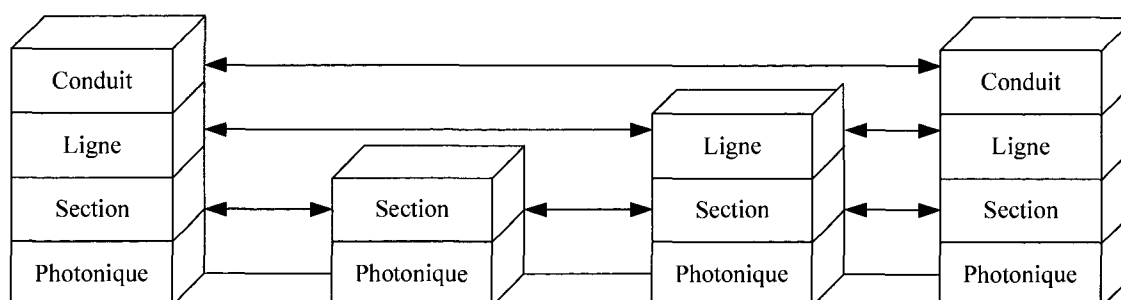 Conduit
Conduit
Ligne
Ligne
Ligne
Section
Section
Section
Section
Photonique
Photonique
Photonique
Photonique